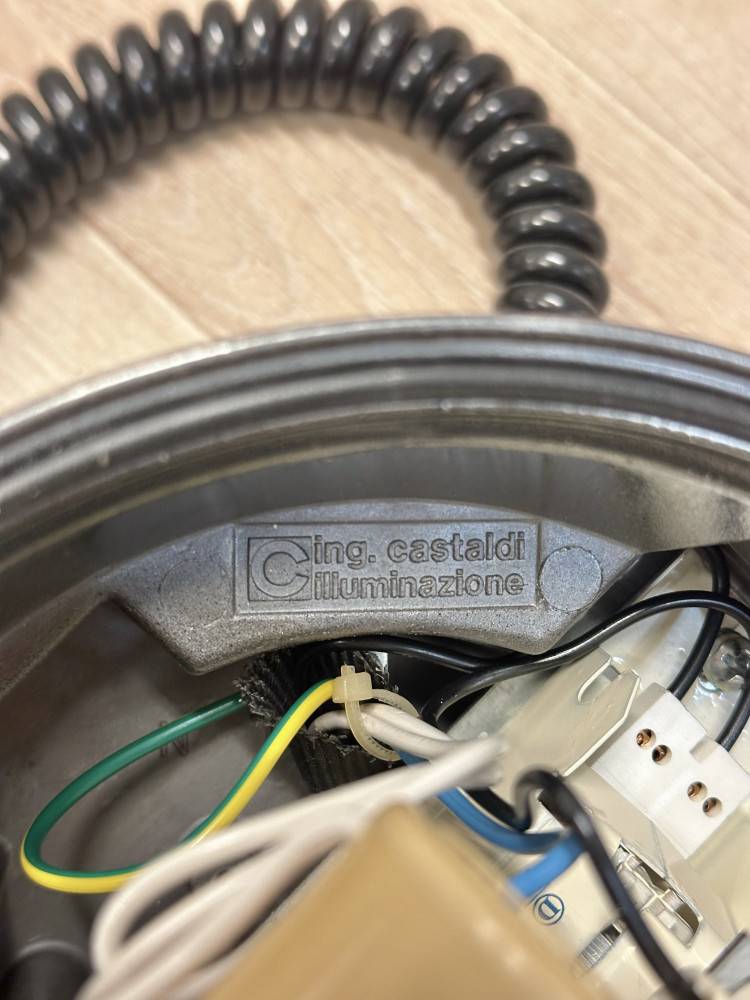 C ing. castaldi
illuminazione
N
D